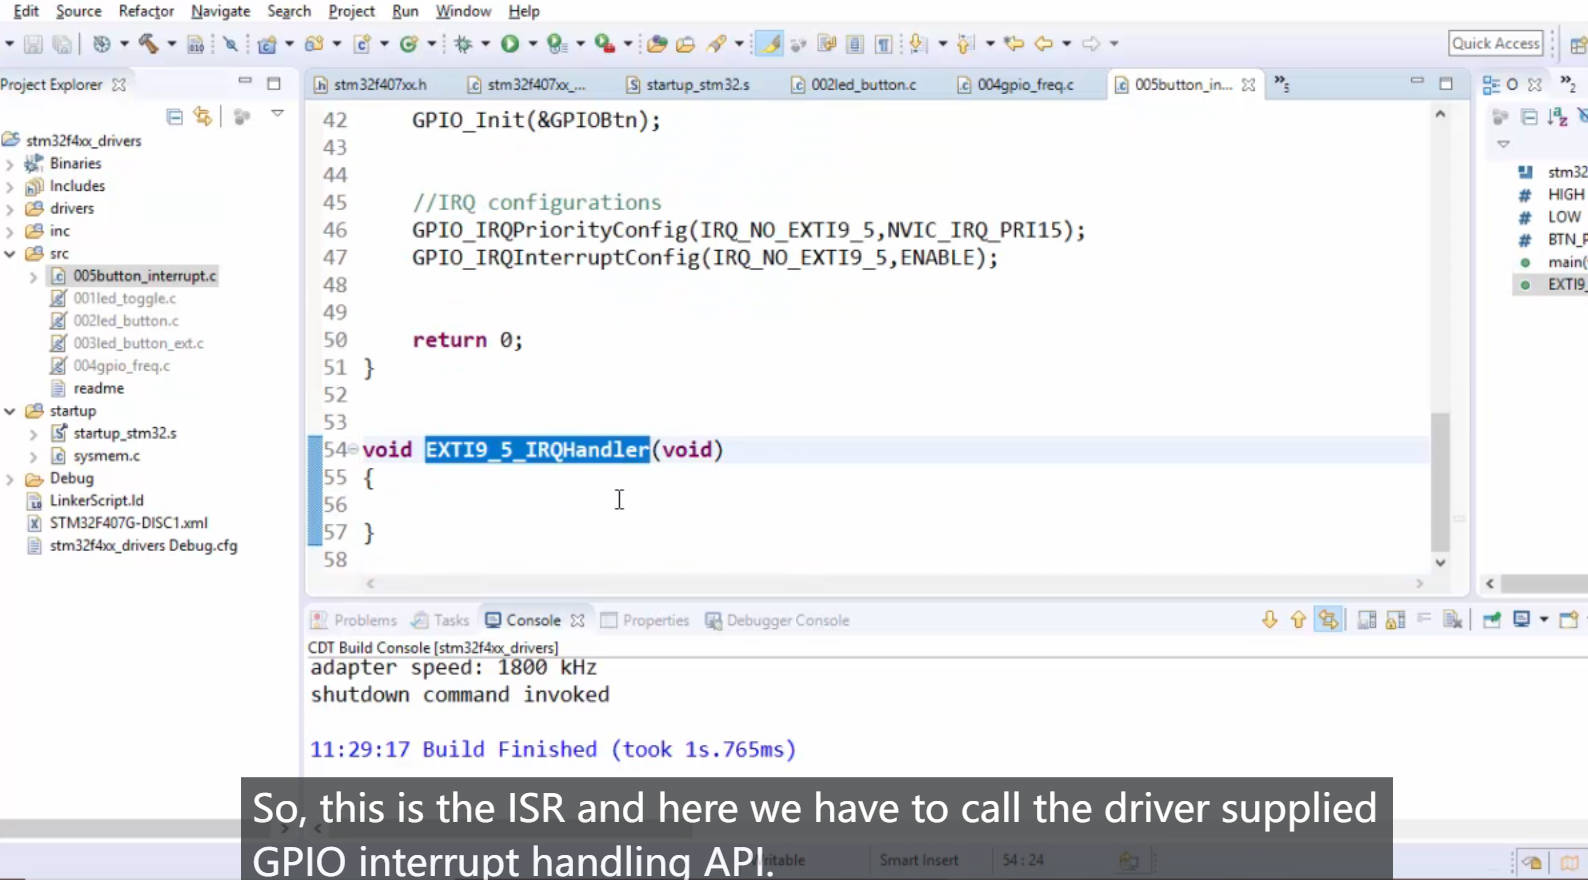 Edit Source Refactor Navigate Search Project Run Window Help
Quick Access
Project Explorer
stm32f4xx_drivers
Binaries
Includes
drivers
inc
src
005button_interrupt.c
001led_toggle.c
002led_button.c
003led_button_ext.c
004gpio_freq.c
readme
startup
startup_stm32.s
sysmem.c
Debug
LinkerScript.ld
STM32F407G-DISC1.xml
stm32f4xx_drivers Debug.cfg
stm32f407xx.h stm32f407xx_... startup_stm32.s 002led_button.c 004gpio_freq.c 005button_in... »5
42 GPIO_Init(&GPIOBtn);
43
44
45 //IRQ configurations
46 GPIO_IRQPriorityConfig(IRQ_NO_EXTI9_5,NVIC_IRQ_PRI15);
47 GPIO_IRQInterruptConfig(IRQ_NO_EXTI9_5,ENABLE);
48
49
50 return 0;
51 }
52
53
54 void EXTI9_5_IRQHandler(void)
55 {
56
57 }
58
O »2
stm32
HIGH
LOW
BTN_P
main(
EXTI9_
Problems Tasks Console Properties Debugger Console
CDT Build Console [stm32f4xx_drivers]
adapter speed: 1800 kHz
shutdown command invoked
11:29:17 Build Finished (took 1s.765ms)
So, this is the ISR and here we have to call the driver supplied
GPIO interrupt handling API.
ritable Smart Insert 54 : 24